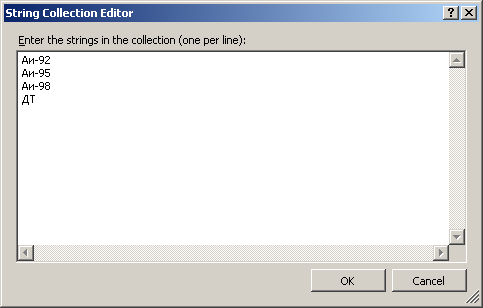 String Collection Editor
Enter the strings in the collection (one per line):
Аи-92
Аи-95
Аи-98
ДТ
OK
Cancel